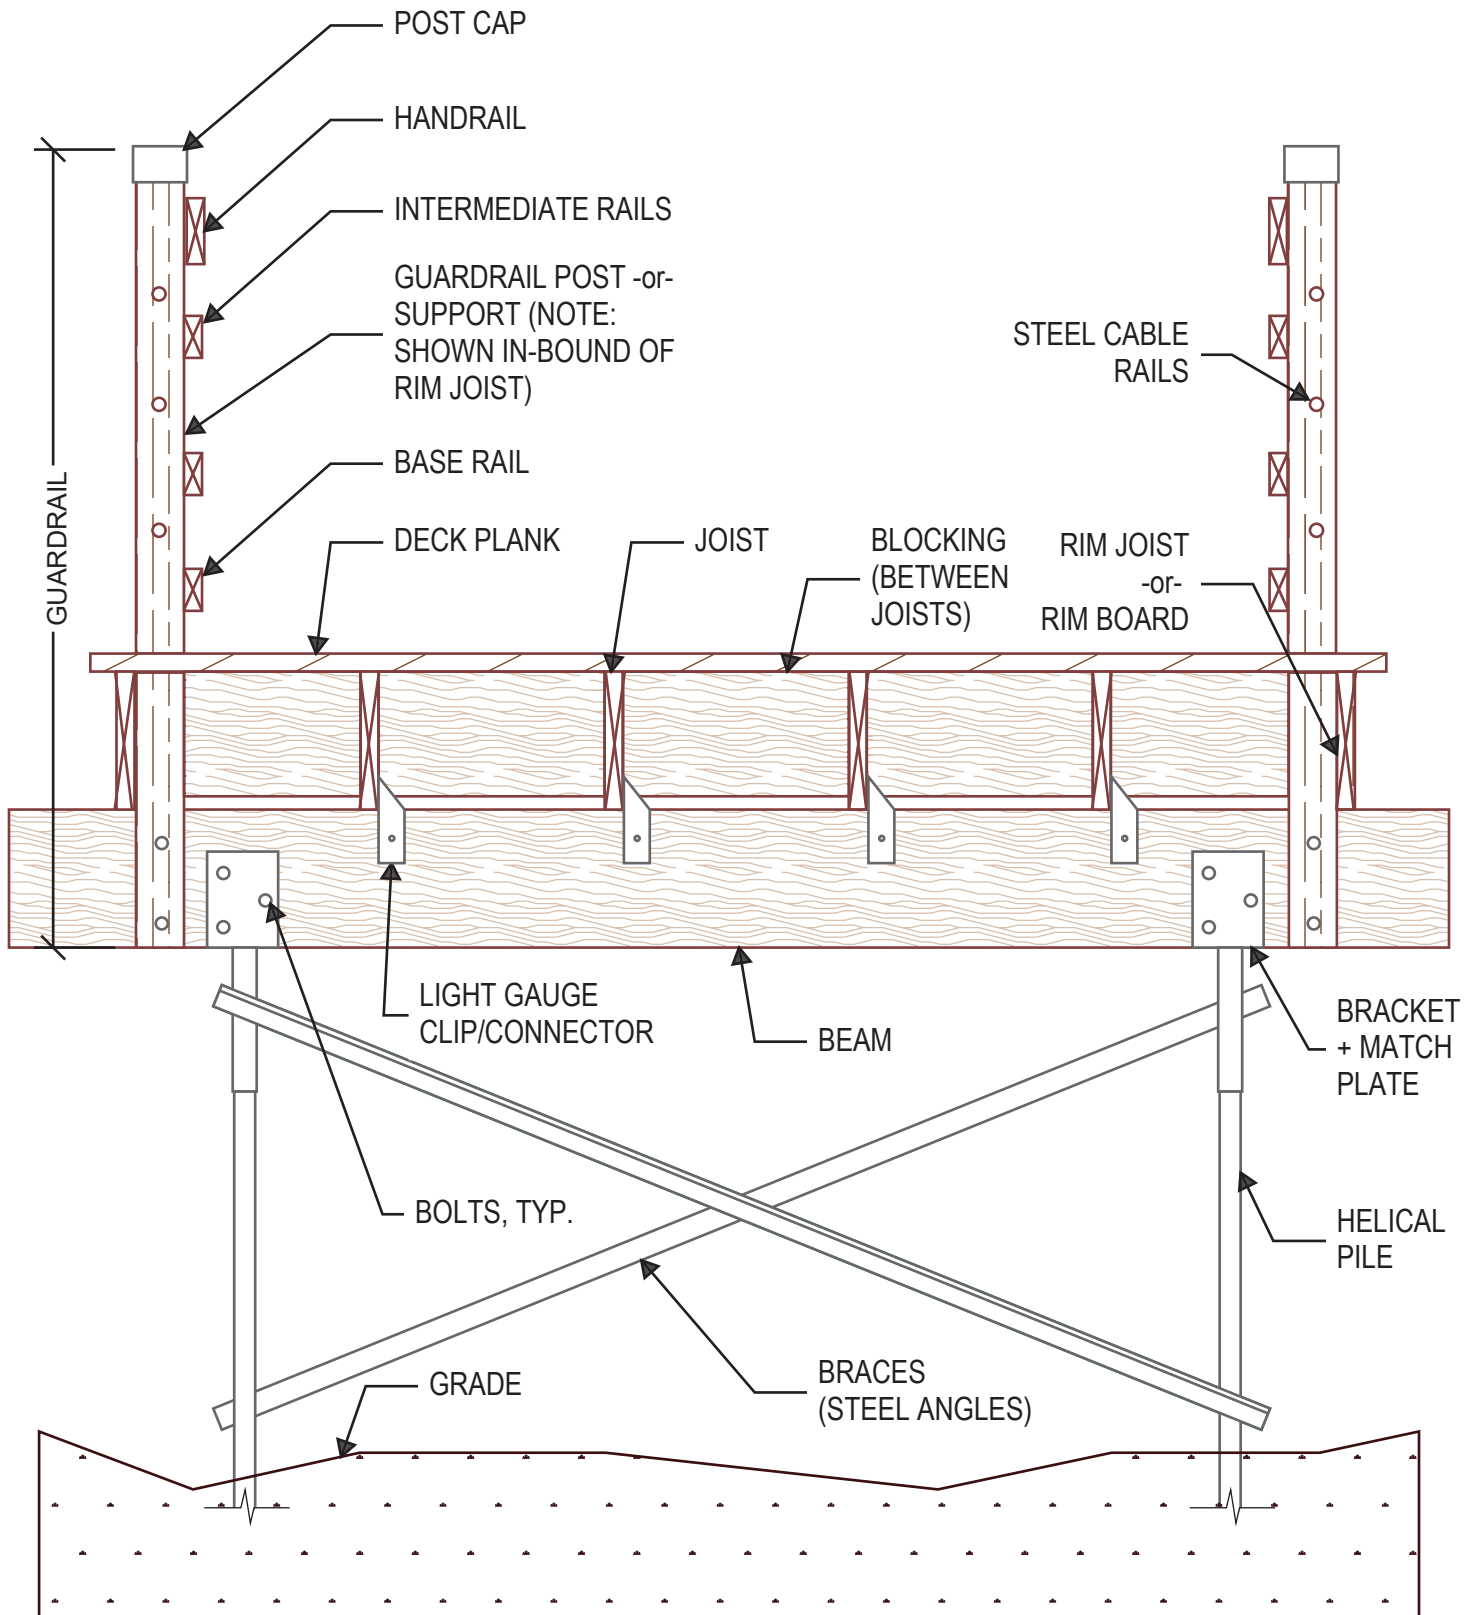 POST CAP
HANDRAIL
INTERMEDIATE RAILS
GUARDRAIL POST -or-
SUPPORT (NOTE:
SHOWN IN-BOUND OF
RIM JOIST)
STEEL CABLE
RAILS
BASE RAIL
GUARDRAIL
DECK PLANK
JOIST
BLOCKING
(BETWEEN
JOISTS)
RIM JOIST
-or-
RIM BOARD
LIGHT GAUGE
CLIP/CONNECTOR
BEAM
BRACKET
+ MATCH
PLATE
BOLTS, TYP.
HELICAL
PILE
BRACES
(STEEL ANGLES)
GRADE